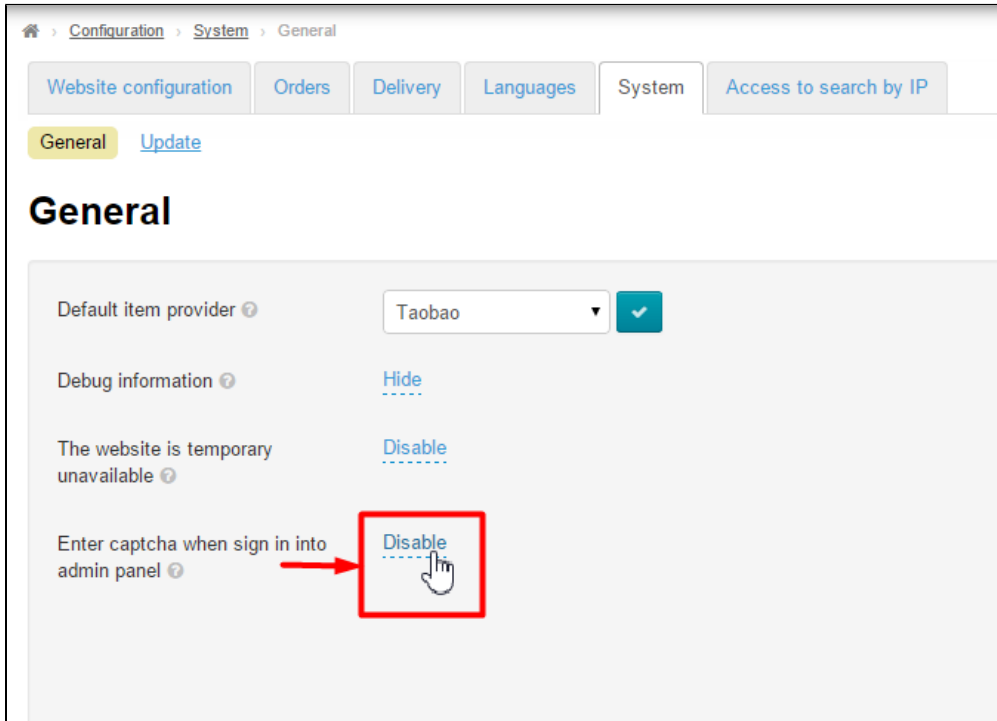 Configuration › System › General
Website configuration Orders Delivery Languages System Access to search by IP
General Update
General
Default item provider ? Taobao
Debug information ? Hide
The website is temporary Disable
unavailable ?
Enter captcha when sign in into Disable
admin panel ?